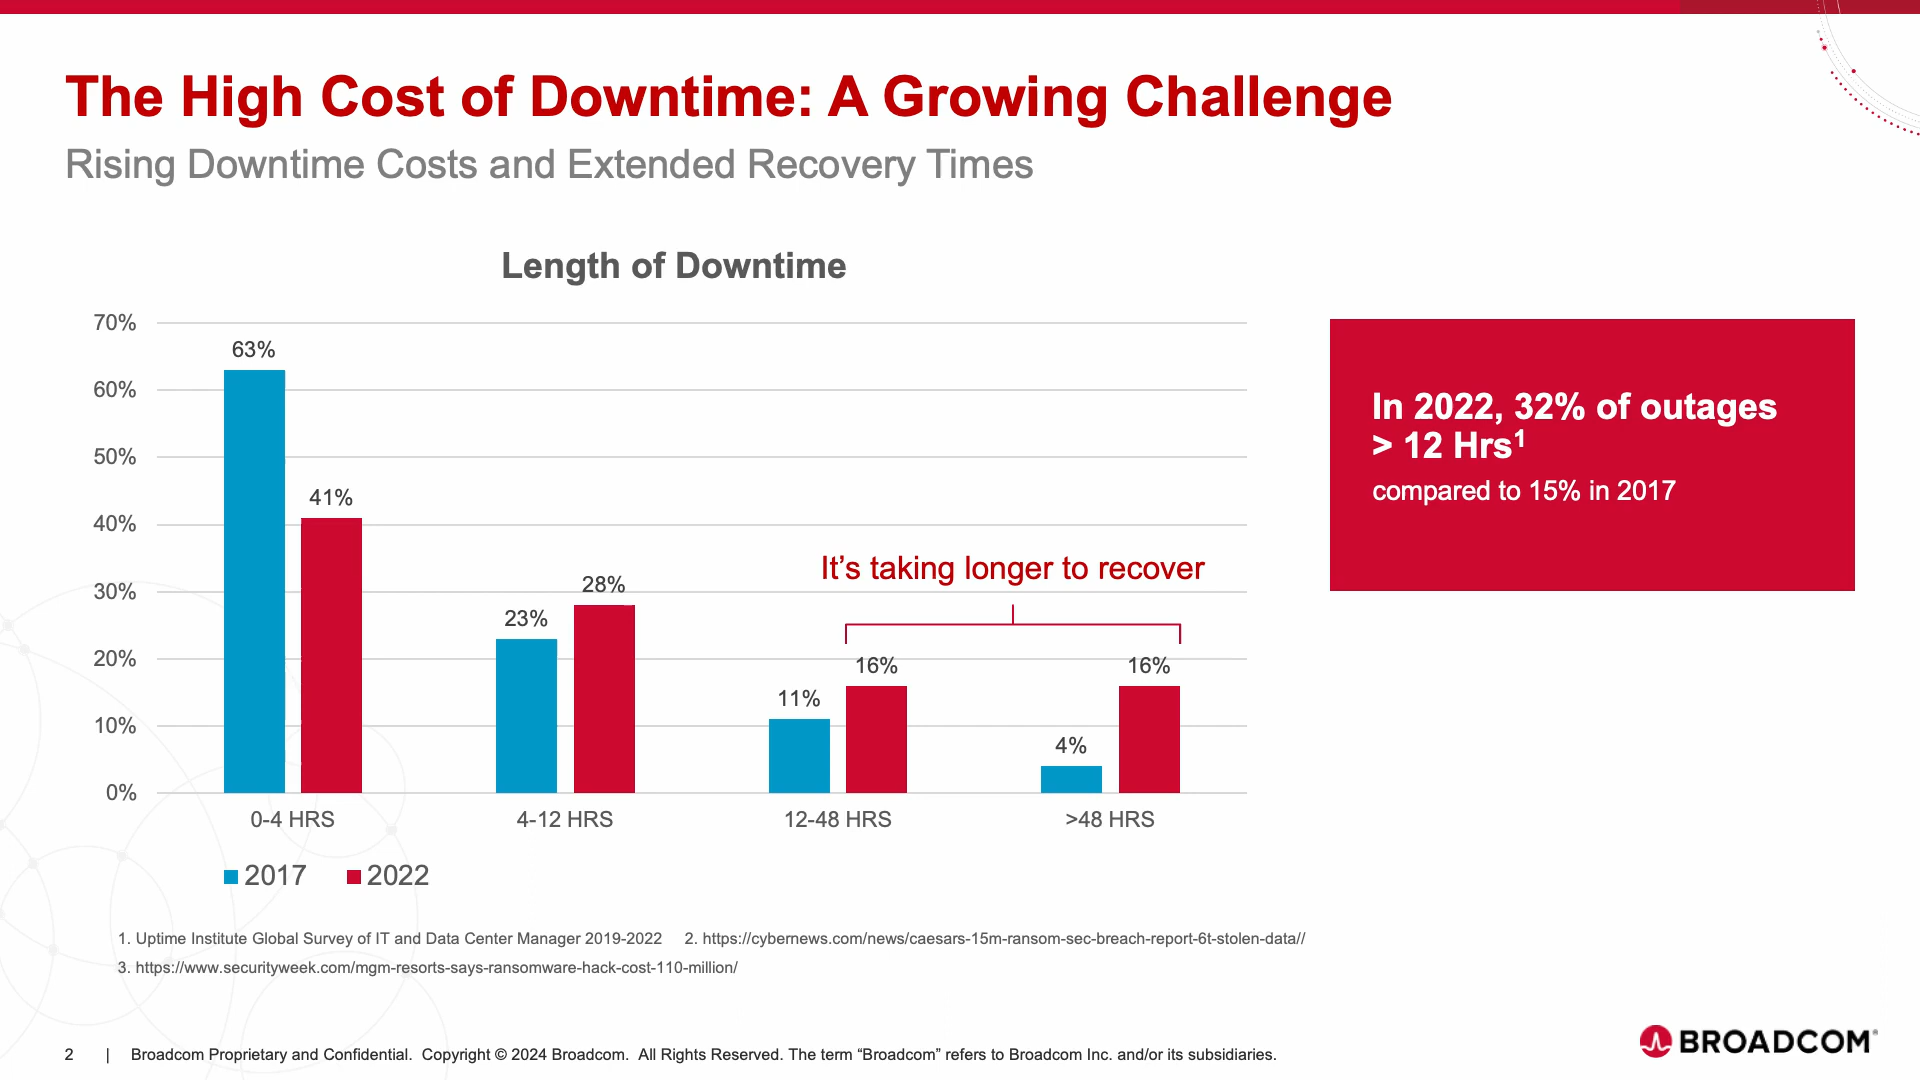 The High Cost of Downtime: A Growing Challenge
Rising Downtime Costs and Extended Recovery Times
Length of Downtime
70%
60%
50%
40%
30%
20%
10%
0%
63%
41%
23%
28%
11%
16%
4%
16%
It’s taking longer to recover
0-4 HRS
4-12 HRS
12-48 HRS
>48 HRS
2017
2022
In 2022, 32% of outages
> 12 Hrs¹
compared to 15% in 2017
1. Uptime Institute Global Survey of IT and Data Center Manager 2019-2022 2. https://cybernews.com/news/caesars-15m-ransom-sec-breach-report-6t-stolen-data//
3. https://www.securityweek.com/mgm-resorts-says-ransomware-hack-cost-110-million/
2 | Broadcom Proprietary and Confidential. Copyright © 2024 Broadcom. All Rights Reserved. The term “Broadcom” refers to Broadcom Inc. and/or its subsidiaries.
BROADCOM®